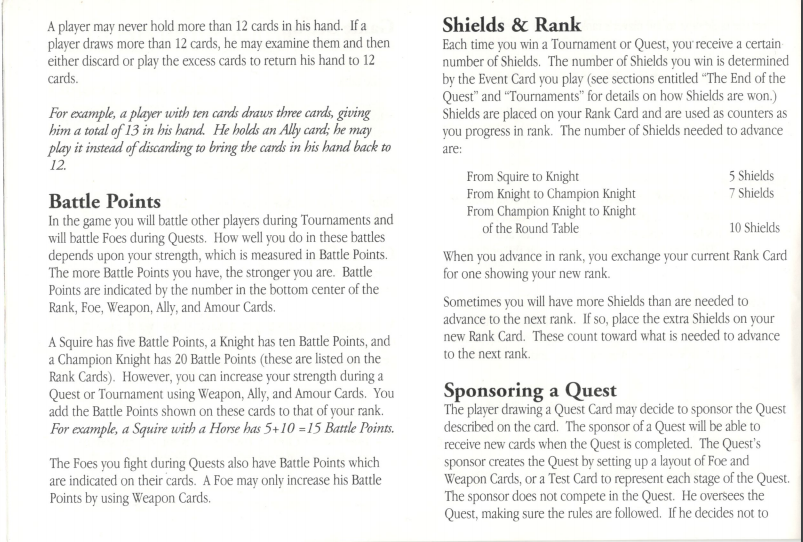 A player may never hold more than 12 cards in his hand. If a
player draws more than 12 cards, he may examine them and then
either discard or play the excess cards to return his hand to 12
cards.
For example, a player with ten cards draws three cards, giving
him a total of 13 in his hand. He holds an Ally card; he may
play it instead of discarding to bring the cards in his hand back to
12.
Battle Points
In the game you will battle other players during Tournaments and
will battle Foes during Quests. How well you do in these battles
depends upon your strength, which is measured in Battle Points.
The more Battle Points you have, the stronger you are. Battle
Points are indicated by the number in the bottom center of the
Rank, Foe, Weapon, Ally, and Amour Cards.
A Squire has five Battle Points, a Knight has ten Battle Points, and
a Champion Knight has 20 Battle Points (these are listed on the
Rank Cards). However, you can increase your strength during a
Quest or Tournament using Weapon, Ally, and Amour Cards. You
add the Battle Points shown on these cards to that of your rank.
For example, a Squire with a Horse has 5+10 =15 Battle Points.
The Foes you fight during Quests also have Battle Points which
are indicated on their cards. A Foe may only increase his Battle
Points by using Weapon Cards.
Shields & Rank
Each time you win a Tournament or Quest, you receive a certain
number of Shields. The number of Shields you win is determined
by the Event Card you play (see sections entitled "The End of the
Quest" and "Tournaments" for details on how Shields are won.)
Shields are placed on your Rank Card and are used as counters as
you progress in rank. The number of Shields needed to advance
are:
From Squire to Knight 5 Shields
From Knight to Champion Knight 7 Shields
From Champion Knight to Knight
of the Round Table 10 Shields
When you advance in rank, you exchange your current Rank Card
for one showing your new rank.
Sometimes you will have more Shields than are needed to
advance to the next rank. If so, place the extra Shields on your
new Rank Card. These count toward what is needed to advance
to the next rank.
Sponsoring a Quest
The player drawing a Quest Card may decide to sponsor the Quest
described on the card. The sponsor of a Quest will be able to
receive new cards when the Quest is completed. The Quest's
sponsor creates the Quest by setting up a layout of Foe and
Weapon Cards, or a Test Card to represent each stage of the Quest.
The sponsor does not compete in the Quest. He oversees the
Quest, making sure the rules are followed. If he decides not to